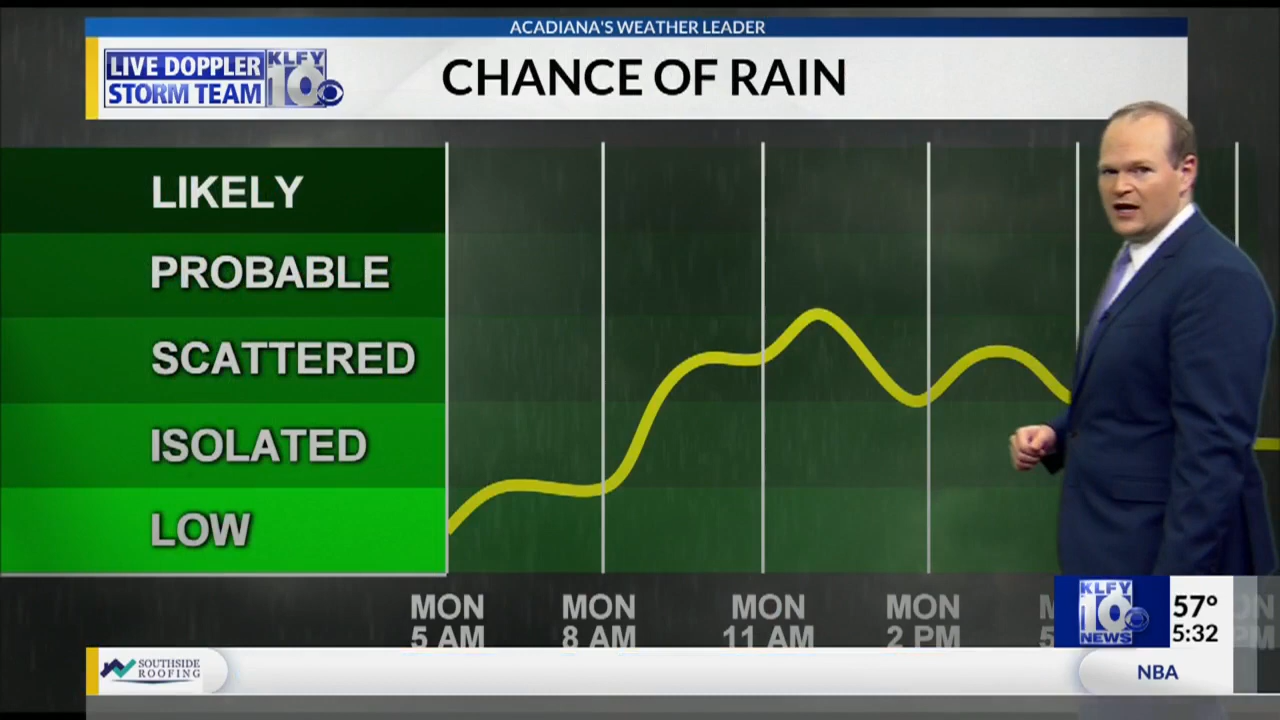 ACADIANA'S WEATHER LEADER
LIVE DOPPLER
STORM TEAM
KLFY
10
CHANCE OF RAIN
LIKELY
PROBABLE
SCATTERED
ISOLATED
LOW
MON
5 AM
MON
8 AM
MON
11 AM
MON
2 PM
KLFY
10
NEWS
57°
5:32
SOUTHSIDE
ROOFING
NBA